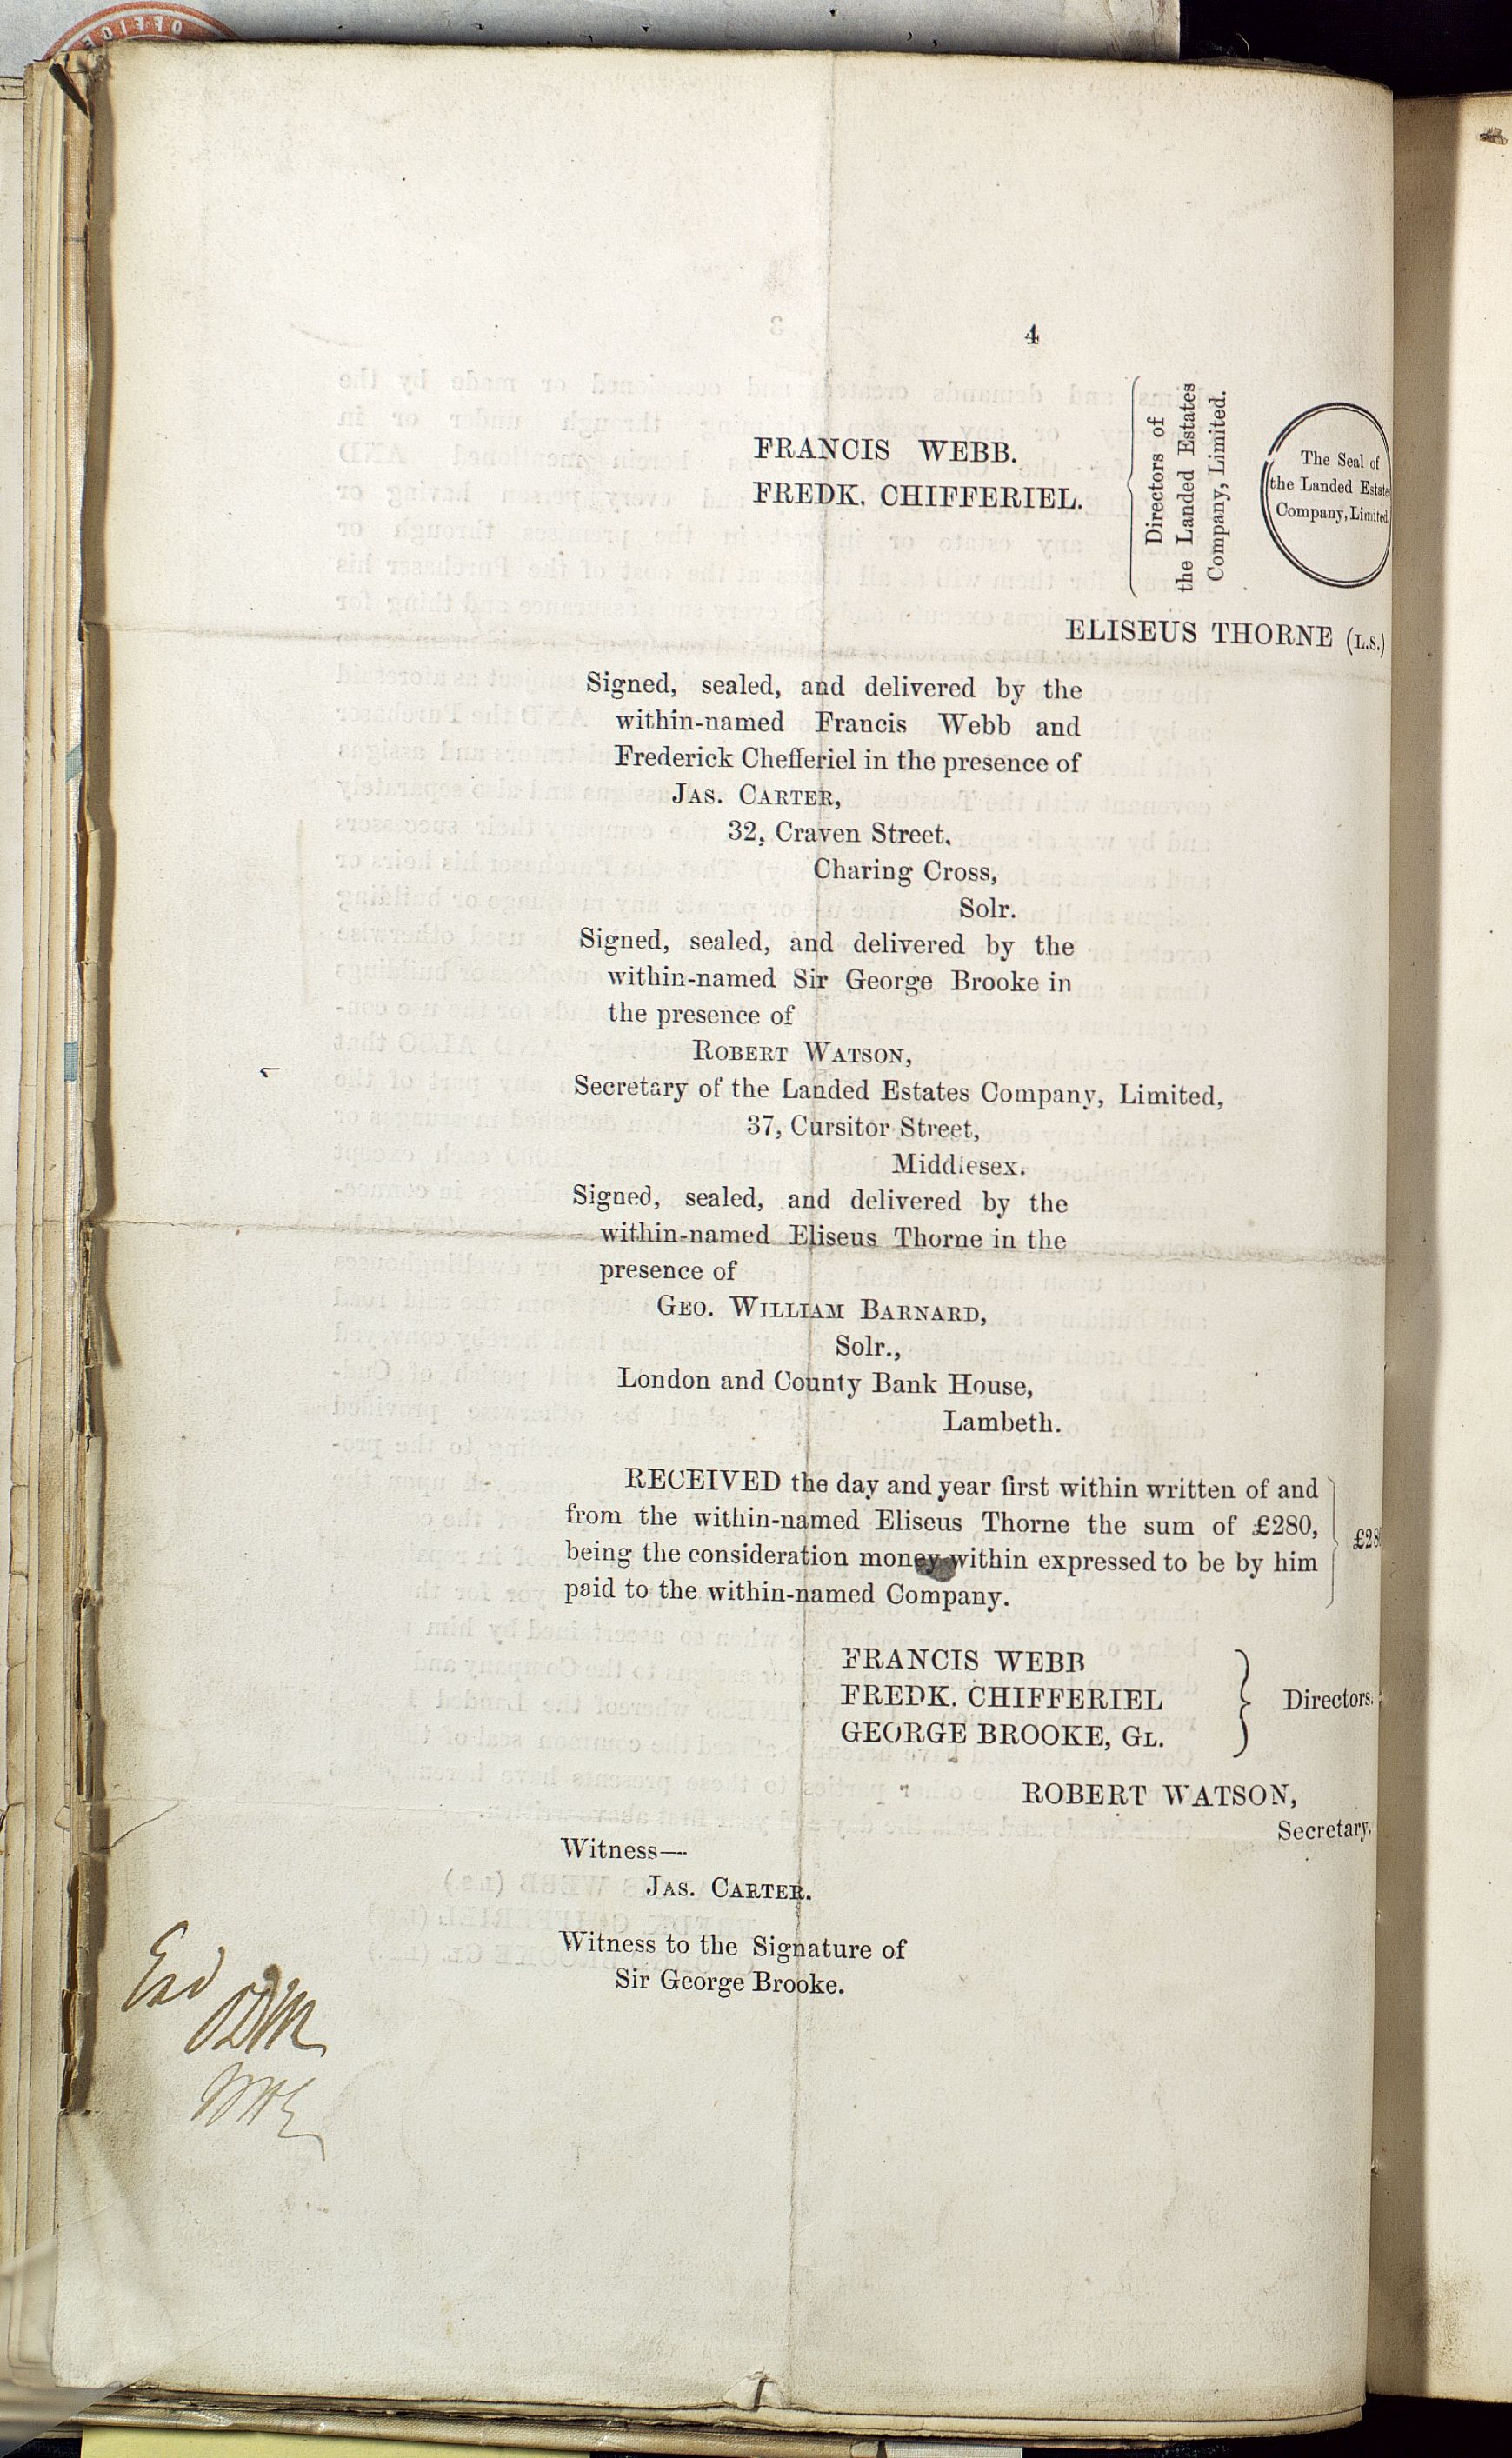 4
FRANCIS WEBB.
FREDK. CHIFFERIEL.
Directors of
the Landed Estates
Company, Limited.
The Seal of
the Landed Estates
Company, Limited
ELISEUS THORNE (L.S.)
Signed, sealed, and delivered by the
within-named Francis Webb and
Frederick Chefferiel in the presence of
JAS. CARTER,
32, Craven Street,
Charing Cross,
Solr.
Signed, sealed, and delivered by the
within-named Sir George Brooke in
the presence of
ROBERT WATSON,
Secretary of the Landed Estates Company, Limited,
37, Cursitor Street,
Middlesex.
Signed, sealed, and delivered by the
within-named Eliseus Thorne in the
presence of
GEO. WILLIAM BARNARD,
Solr.,
London and County Bank House,
Lambeth.
RECEIVED the day and year first within written of and
from the within-named Eliseus Thorne the sum of £280,
being the consideration money within expressed to be by him
paid to the within-named Company.
£280
FRANCIS WEBB
FREDK. CHIFFERIEL
GEORGE BROOKE, GL.
Directors.
ROBERT WATSON,
Secretary.
Witness—
JAS. CARTER.
Witness to the Signature of
Sir George Brooke.